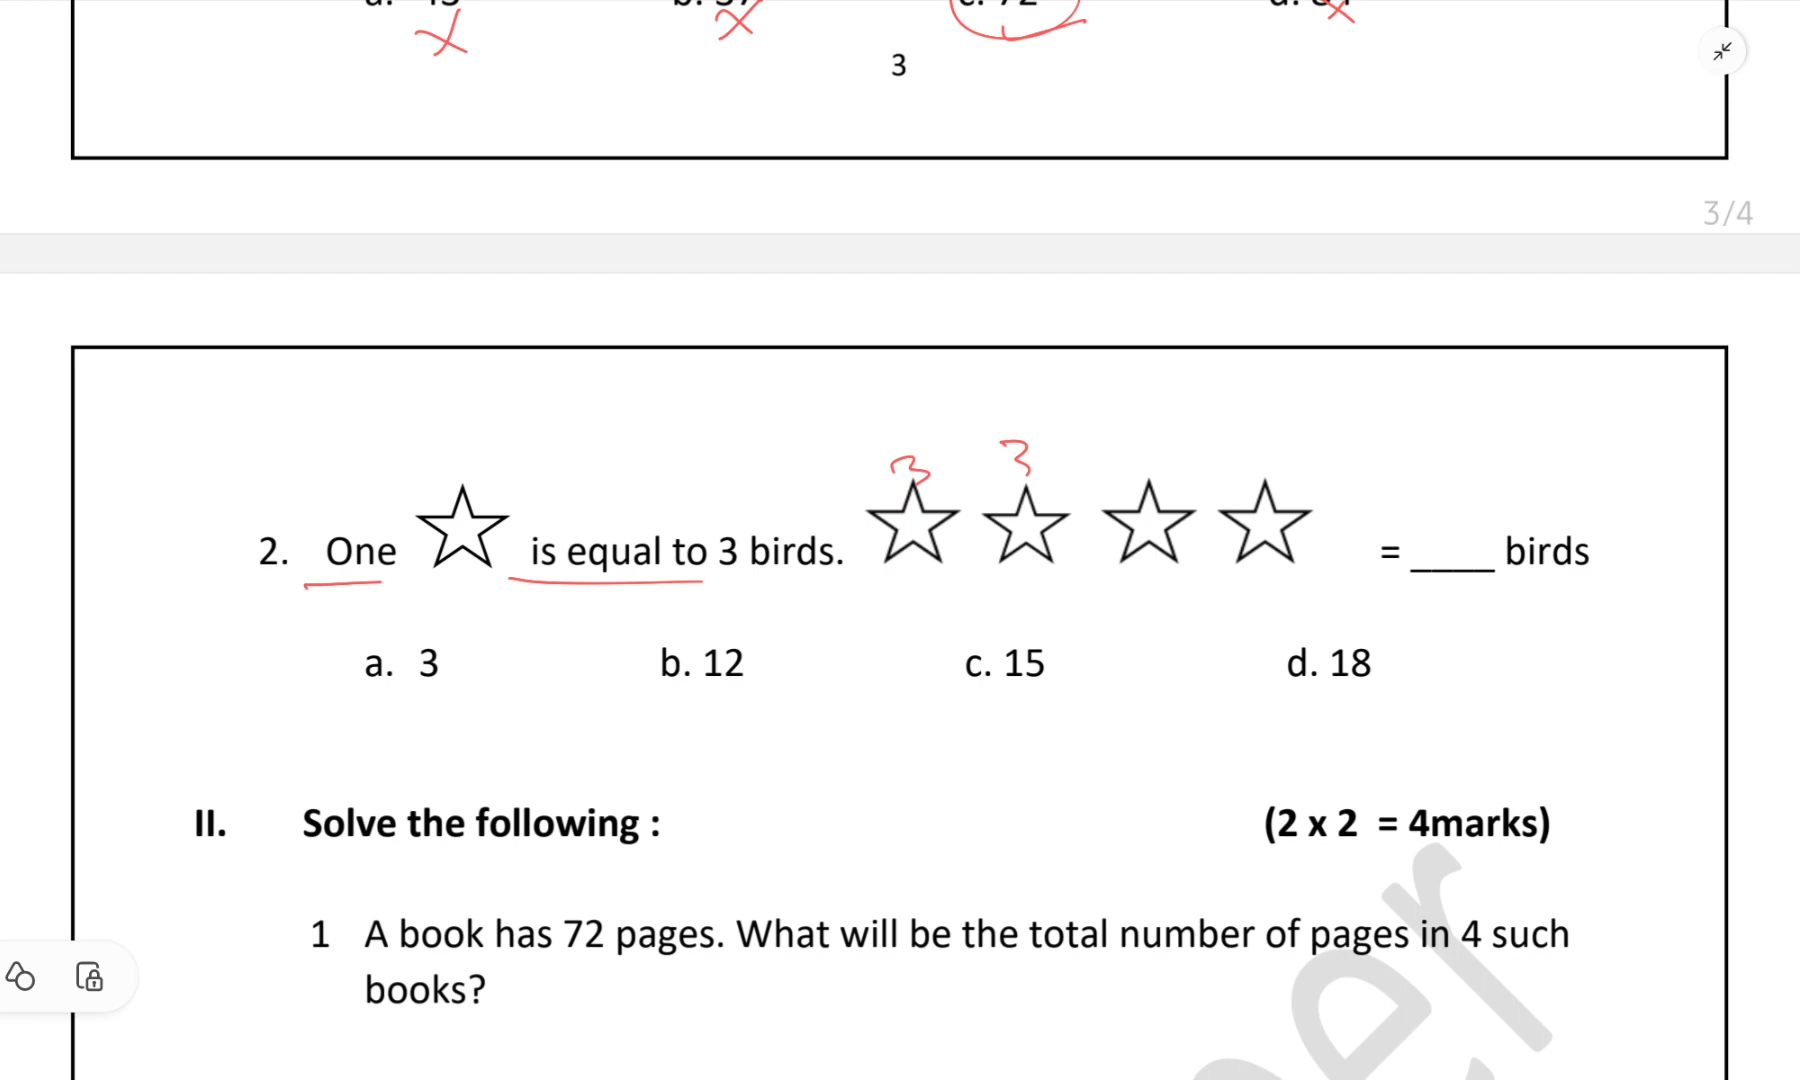 3
3/4
3 3
2. One is equal to 3 birds. = ____ birds
a. 3 b. 12 c. 15 d. 18
II. Solve the following : (2 x 2 = 4marks)
1 A book has 72 pages. What will be the total number of pages in 4 such
books?